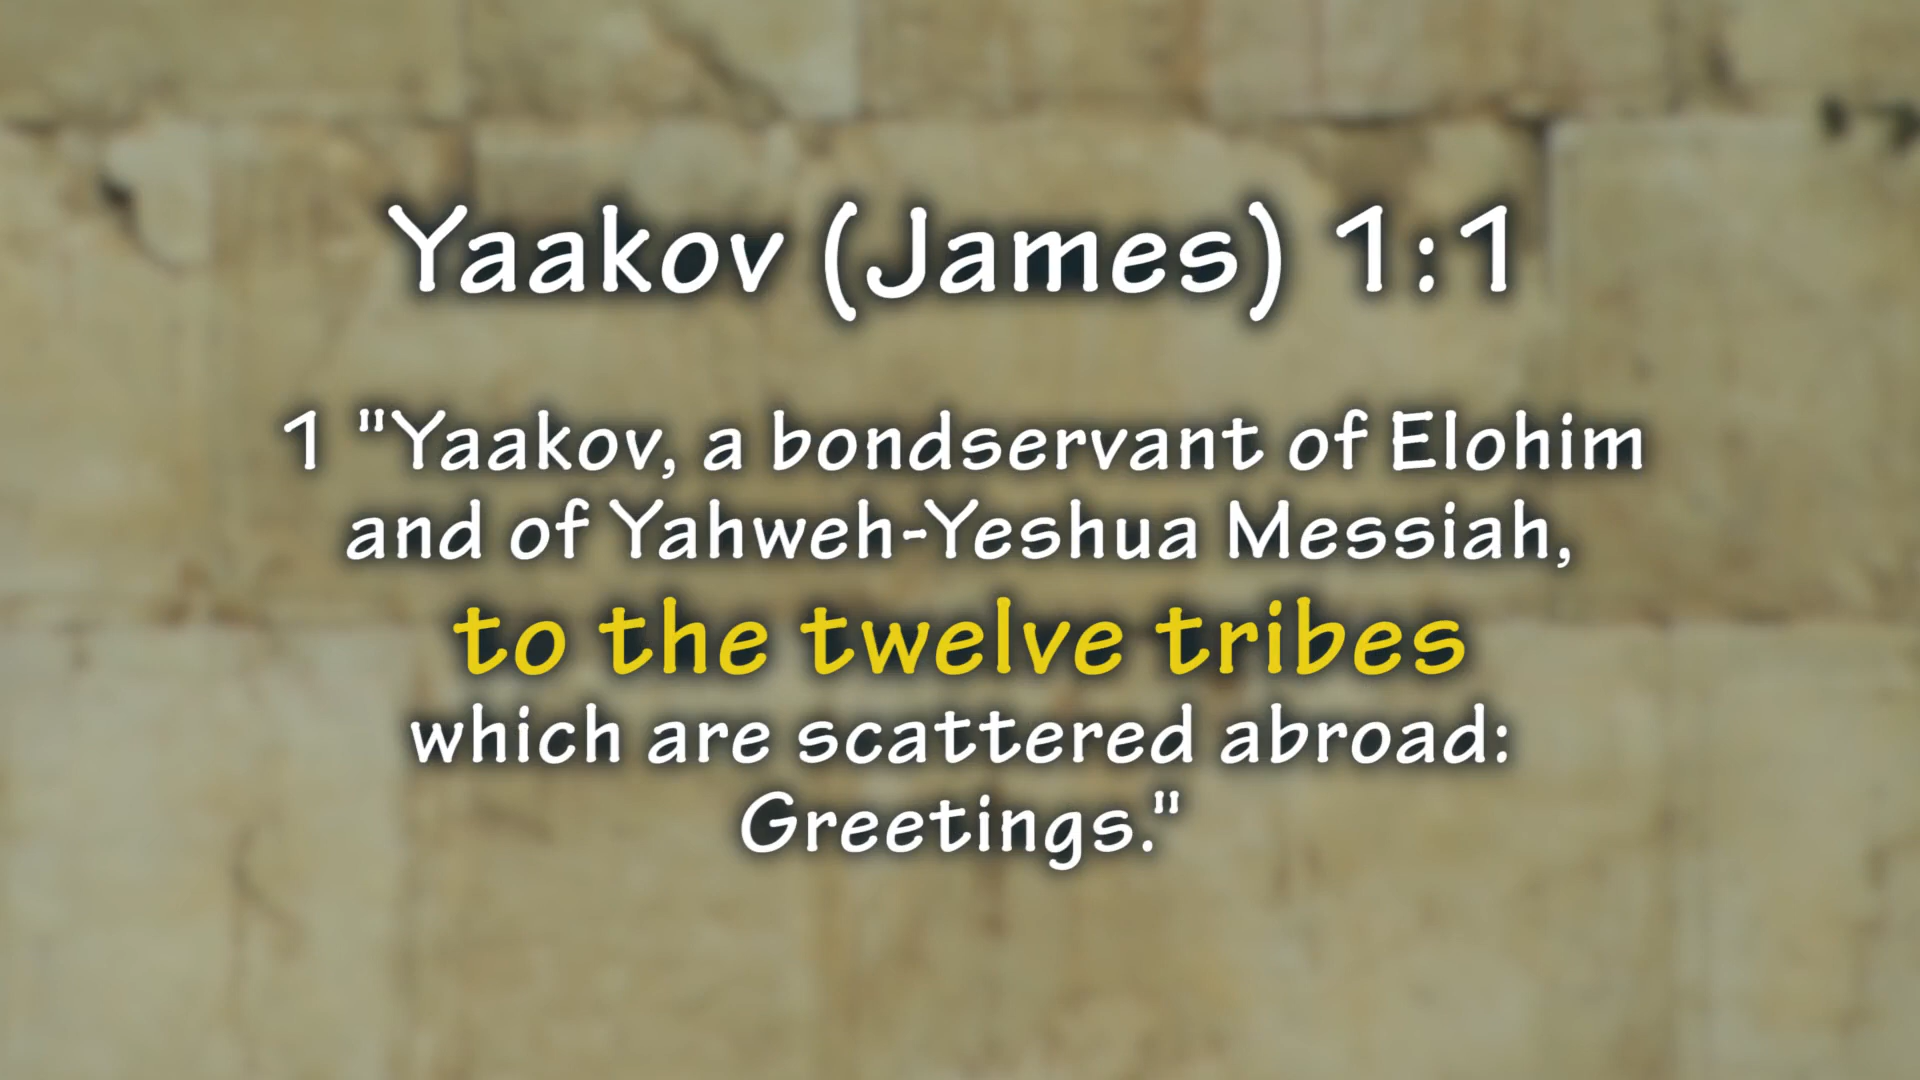 Yaakov (James) 1:1
1 "Yaakov, a bondservant of Elohim
and of Yahweh-Yeshua Messiah,
to the twelve tribes
which are scattered abroad:
Greetings."